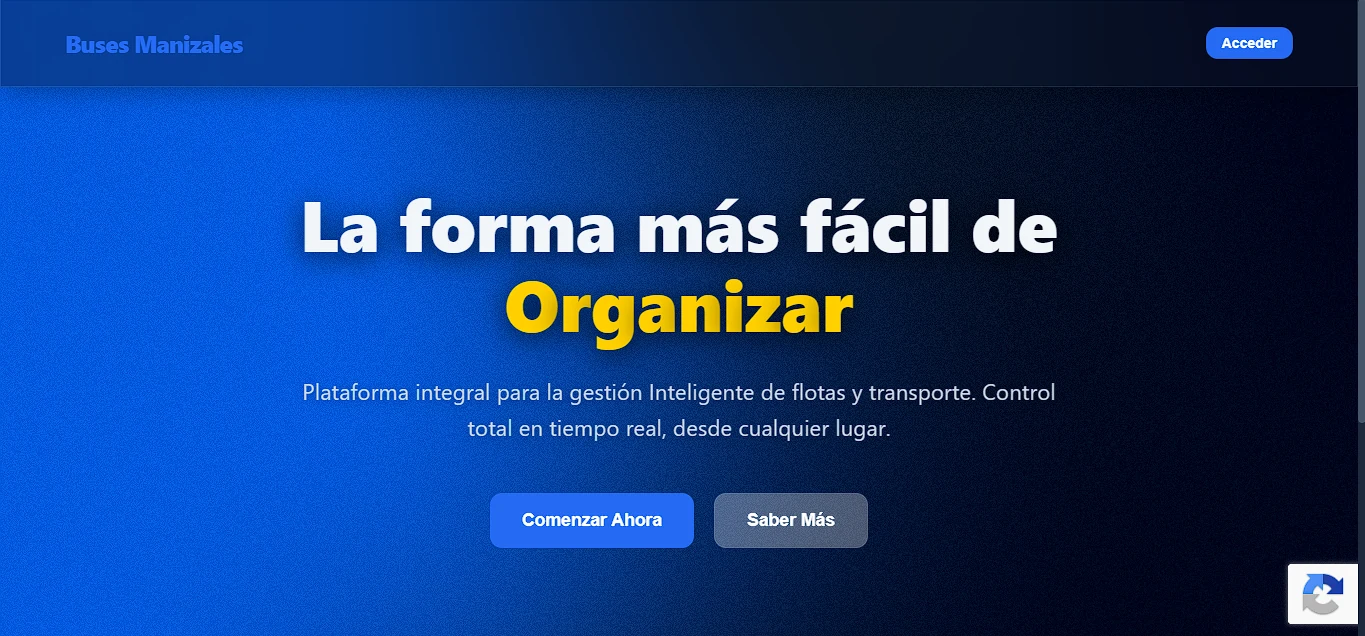 Buses Manizales
Acceder
La forma más fácil de
Organizar
Plataforma integral para la gestión Inteligente de flotas y transporte. Control
total en tiempo real, desde cualquier lugar.
Comenzar Ahora
Saber Más